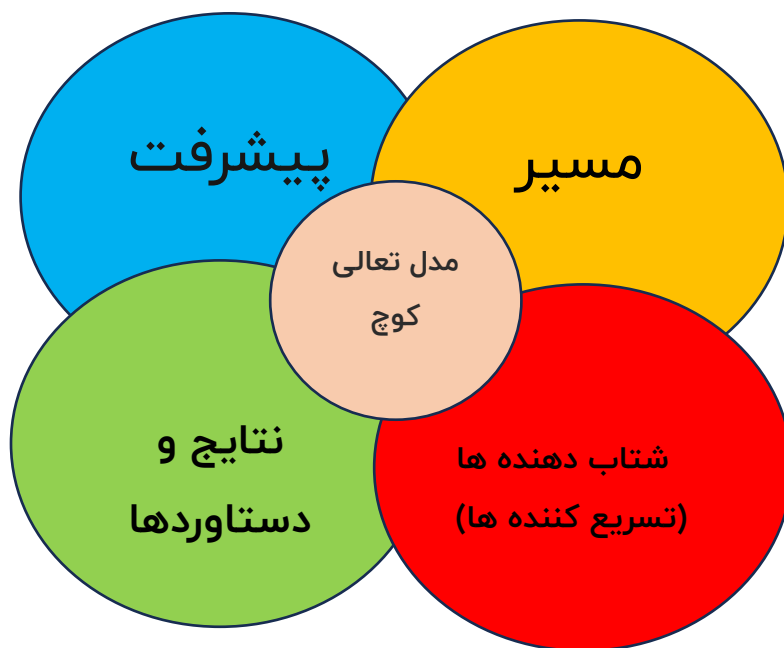 مسیر
پیشرفت
مدل تعالی
کوچ
شتاب دهنده ها
(تسریع کننده ها)
نتایج و
دستاوردها